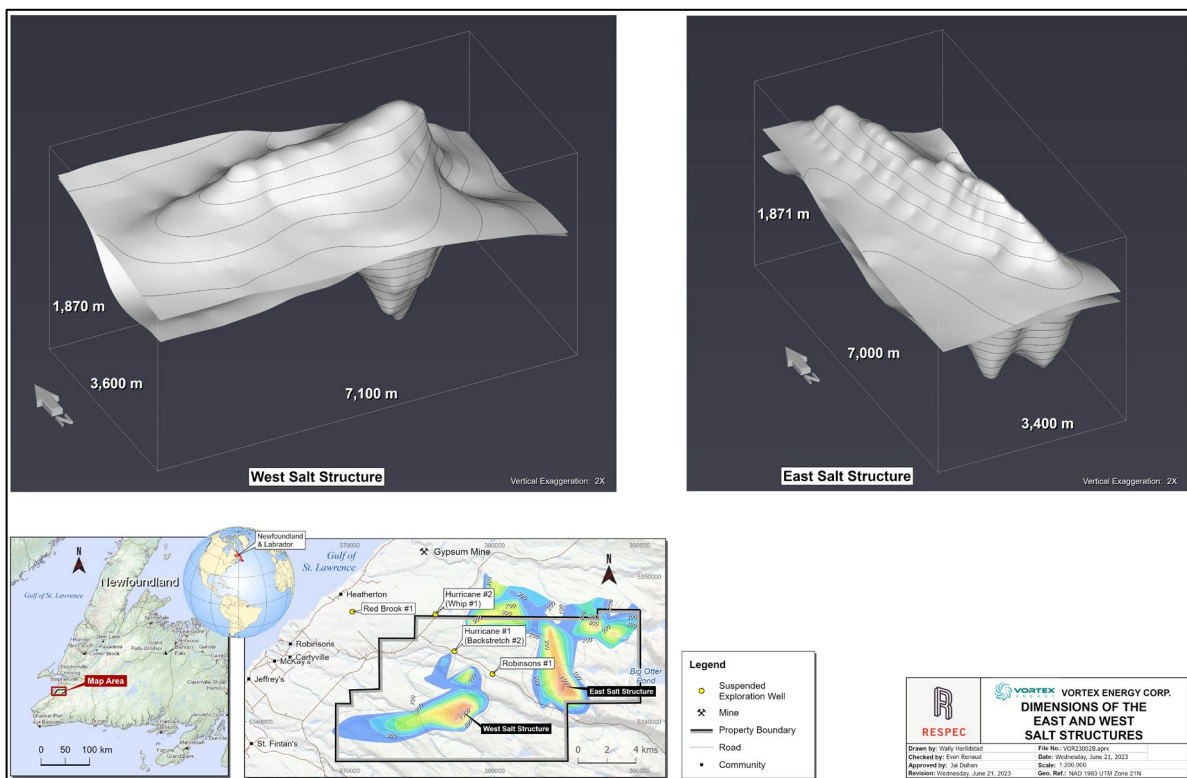 1,870 m
3,600 m
7,100 m
N
West Salt Structure
Vertical Exaggeration: 2X
1,871 m
7,000 m
3,400 m
N
East Salt Structure
Vertical Exaggeration: 2X
Newfoundland
& Labrador
N
Newfoundland
Gulf of St. Lawrence
Map Area
0 50 100 km
370000
380000
390000
Gulf of
St. Lawrence
Gypsum Mine
N
5350000
Heatherton
Red Brook #1
Hurricane #2
(Whip #1)
Hurricane #1
(Backstretch #2)
Robinsons
Cartyville
McKay's
Robinsons #1
Jeffrey's
Big Otter
Pond
East Salt Structure
5340000
5340000
West Salt Structure
St. Fintan's
0 2 4 kms
370000
380000
390000
Legend
Suspended
Exploration Well
Mine
Property Boundary
Road
Community
RESPEC
VORTEX
ENERGY
VORTEX ENERGY CORP.
DIMENSIONS OF THE
EAST AND WEST
SALT STRUCTURES
Drawn by: Wally Harildstad
File No.: VOR23002B.aprx
Checked by: Evan Renaud
Date: Wednesday, June 21, 2023
Approved by: Jai Duhan
Scale: 1:200,000
Revision: Wednesday, June 21, 2023
Geo. Ref.: NAD 1983 UTM Zone 21N